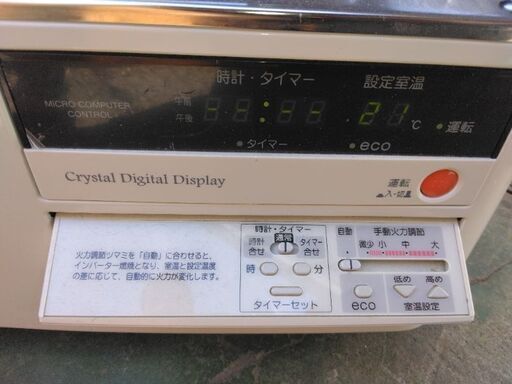 時計・タイマー 設定室温
MICRO COMPUTER
CONTROL
午前
午後
21 ℃
運転
タイマー eco
Crystal Digital Display
運転
入・切
時計・タイマー
時計合せ 通常 タイマー合せ
時 分
タイマーセット
火力調節ツマミを「自動」に合わせると、
インバーター燃焼となり、室温と設定温度
の差に応じて、自動的に火力が変化します。
自動 手動火力調節
微少 小 中 大
eco
低め 高め
室温設定